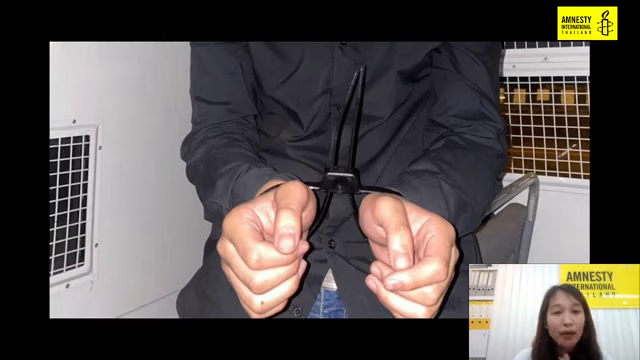 AMNESTY
INTERNATIONAL
THAILAND
AMNESTY
INTERNATIONAL
THAILAND